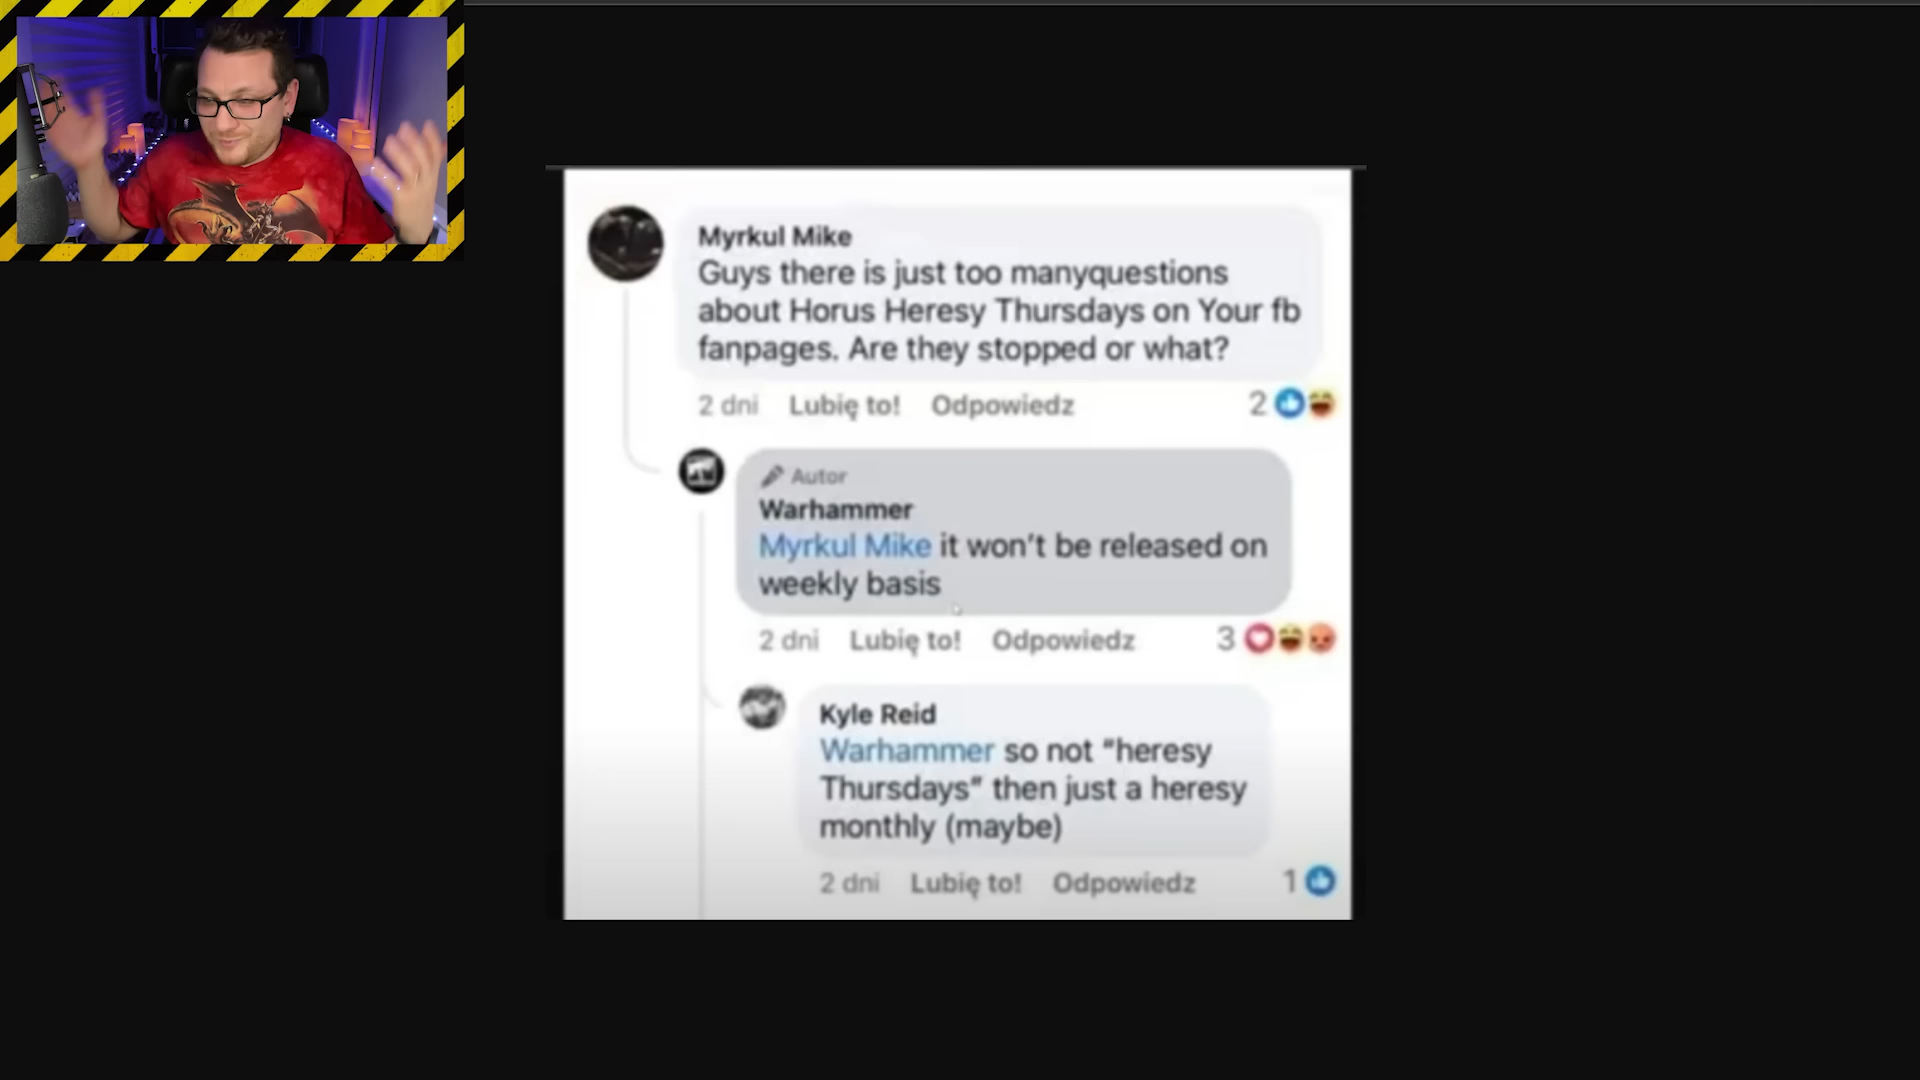 Myrkul Mike
Guys there is just too manyquestions
about Horus Heresy Thursdays on Your fb
fanpages. Are they stopped or what?
2 dni Lubię to! Odpowiedz 2
Autor
Warhammer
Myrkul Mike it won't be released on
weekly basis
2 dni Lubię to! Odpowiedz 3
Kyle Reid
Warhammer so not "heresy
Thursdays" then just a heresy
monthly (maybe)
2 dni Lubię to! Odpowiedz 1